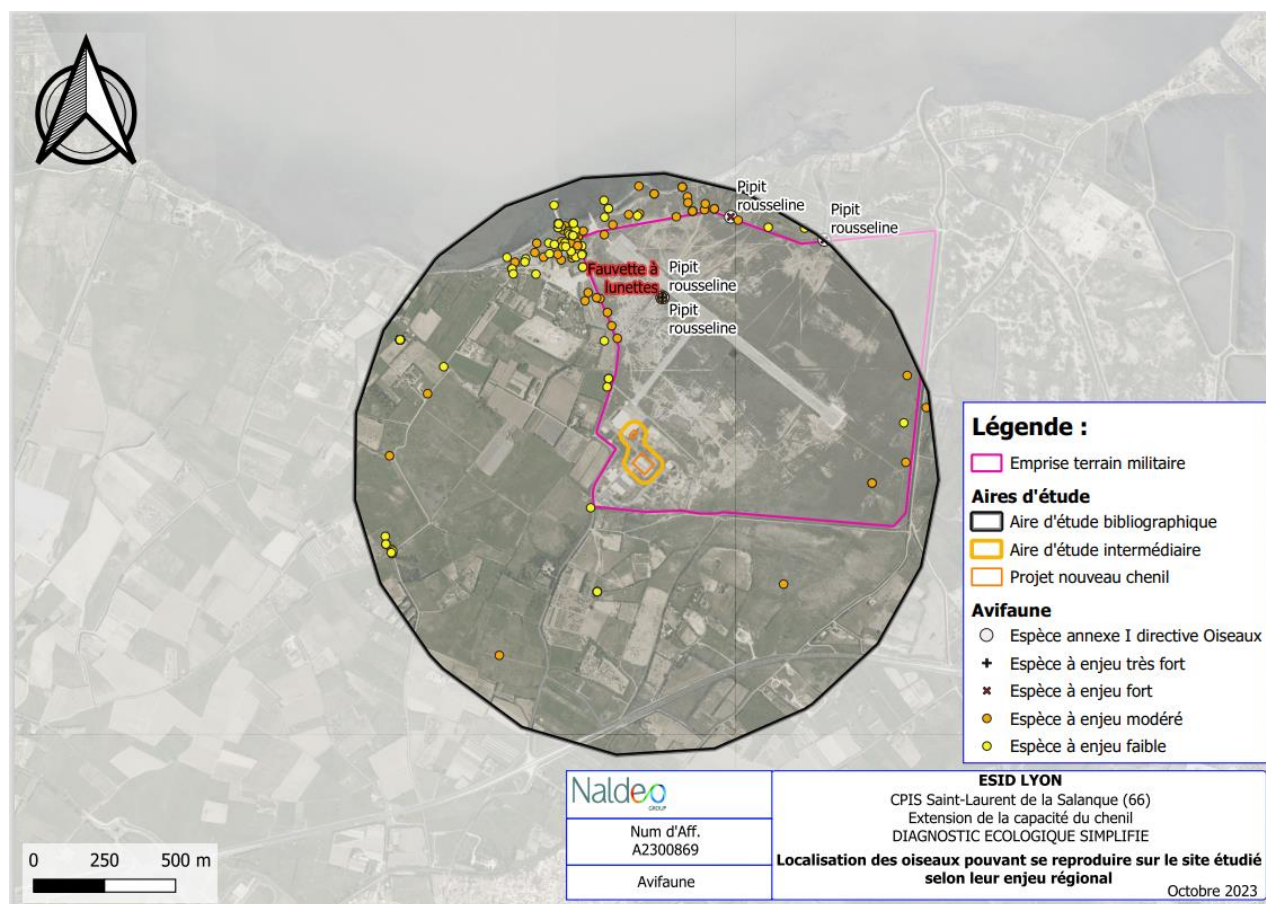 Pipit
rousseline
Pipit
rousseline
Fauvette à
lunettes
Pipit
rousseline
Pipit
rousseline
Légende :
Emprise terrain militaire
Aires d'étude
Aire d'étude bibliographique
Aire d'étude intermédiaire
Projet nouveau chenil
Avifaune
Espèce annexe I directive Oiseaux
Espèce à enjeu très fort
Espèce à enjeu fort
Espèce à enjeu modéré
Espèce à enjeu faible
Naldeo
GROUP
Num d'Aff.
A2300869
Avifaune
ESID LYON
CPIS Saint-Laurent de la Salanque (66)
Extension de la capacité du chenil
DIAGNOSTIC ECOLOGIQUE SIMPLIFIE
Localisation des oiseaux pouvant se reproduire sur le site étudié
selon leur enjeu régional
Octobre 2023
0 250 500 m